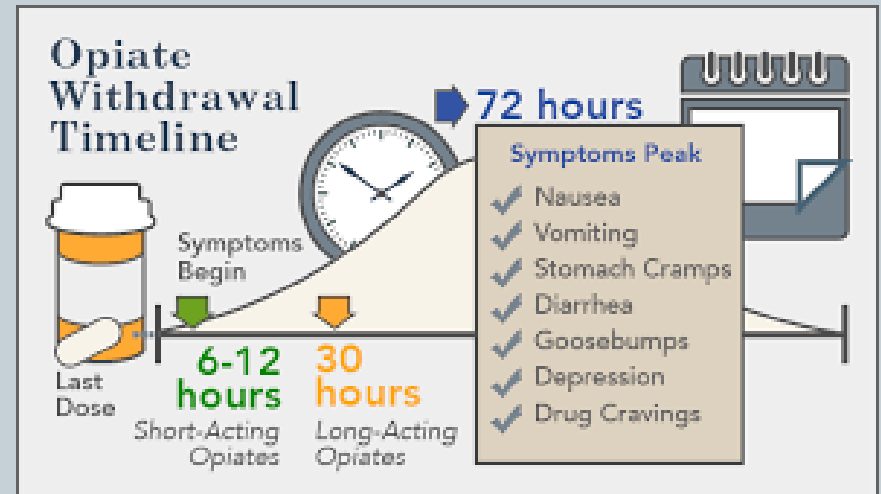 Opiate
Withdrawal
Timeline
72 hours
Symptoms Peak
Nausea
Vomiting
Stomach Cramps
Diarrhea
Goosebumps
Depression
Drug Cravings
Symptoms
Begin
Last
Dose
6-12
hours
Short-Acting
Opiates
30
hours
Long-Acting
Opiates